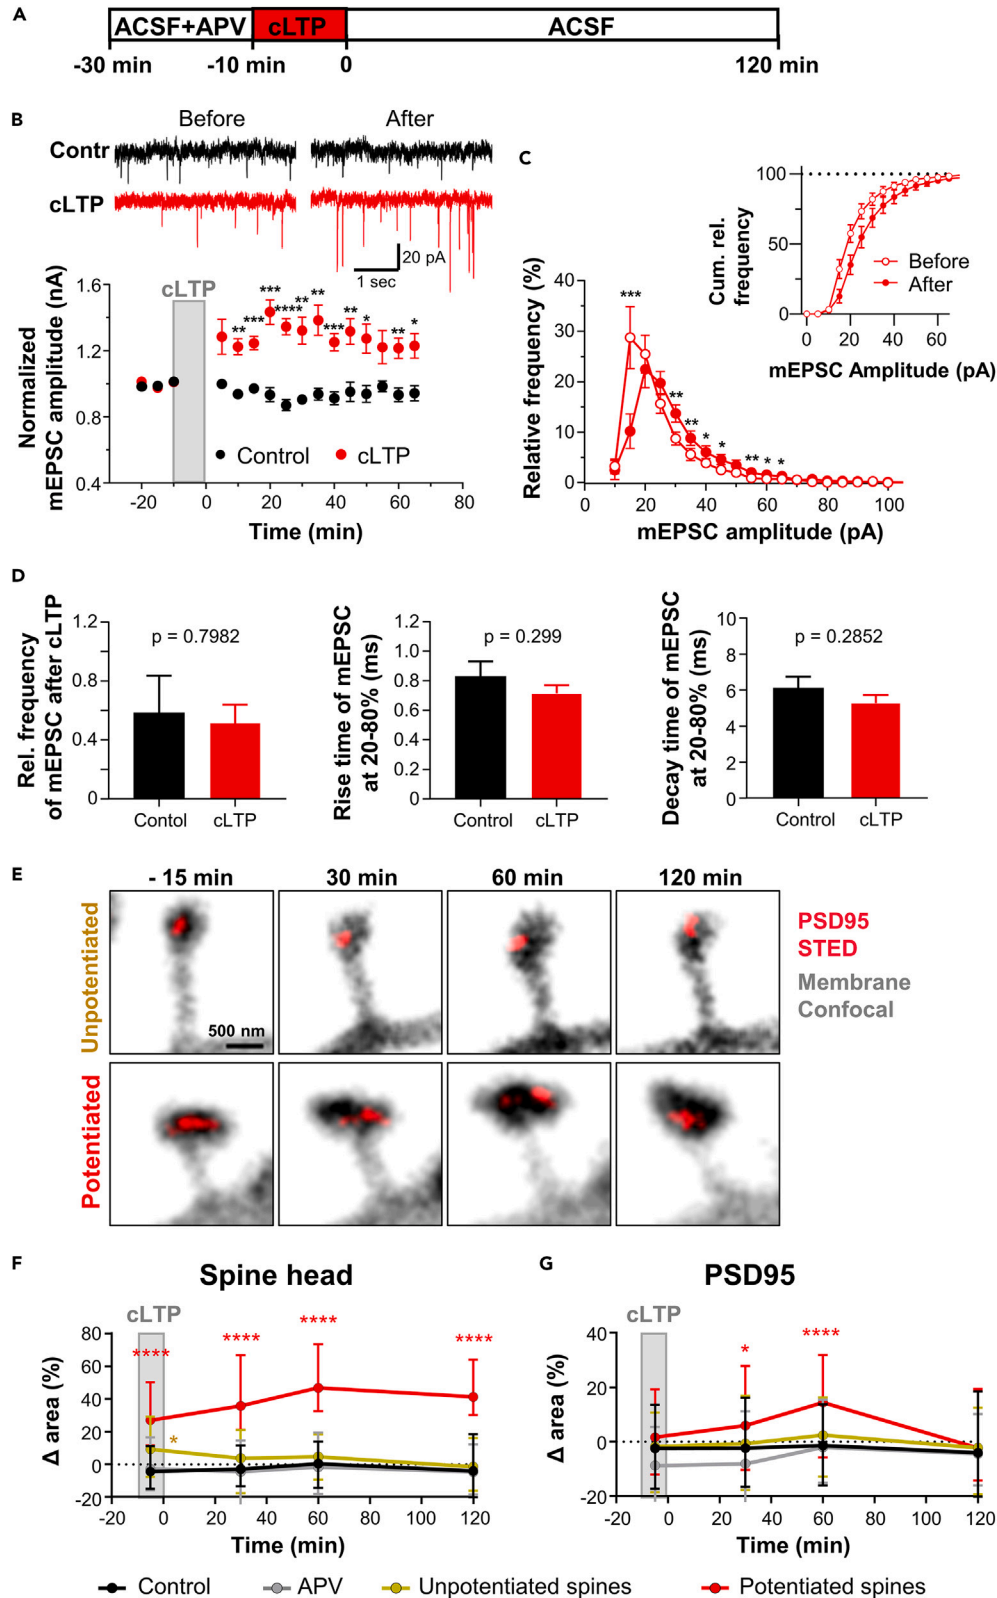 A
ACSF+APV cLTP ACSF
-30 min -10 min 0 120 min
B
Before After
Contr
cLTP
20 pA
1 sec
Normalized
mEPSC amplitude (nA)
1.6
1.2
0.8
0.4
cLTP
** *** *** **** ** ** *** ** * ** *
Control cLTP
-20 0 20 40 60 80
Time (min)
C
Cum. rel.
frequency
100
50
0
Before
After
0 20 40 60
mEPSC Amplitude (pA)
Relative frequency (%)
40
30
20
10
0
*** ** ** * * ** * *
0 20 40 60 80 100
mEPSC amplitude (pA)
D
Rel. frequency
of mEPSC after cLTP
1.2
0.8
0.4
0
p = 0.7982
Contol cLTP
Rise time of mEPSC
at 20-80% (ms)
1.2
1.0
0.8
0.6
0.4
0.2
0
p = 0.299
Control cLTP
Decay time of mEPSC
at 20-80% (ms)
10
8
6
4
2
0
p = 0.2852
Control cLTP
E
- 15 min 30 min 60 min 120 min
Unpotentiated
500 nm
PSD95
STED
Membrane
Confocal
Potentiated
F
Spine head
cLTP
Δ area (%)
80
60
40
20
0
-20
**** **** **** ****
*
-20 0 20 40 60 80 100 120
Time (min)
G
PSD95
cLTP
Δ area (%)
40
20
0
-20
* ****
-20 0 20 40 60 80 100 120
Time (min)
Control APV Unpotentiated spines Potentiated spines